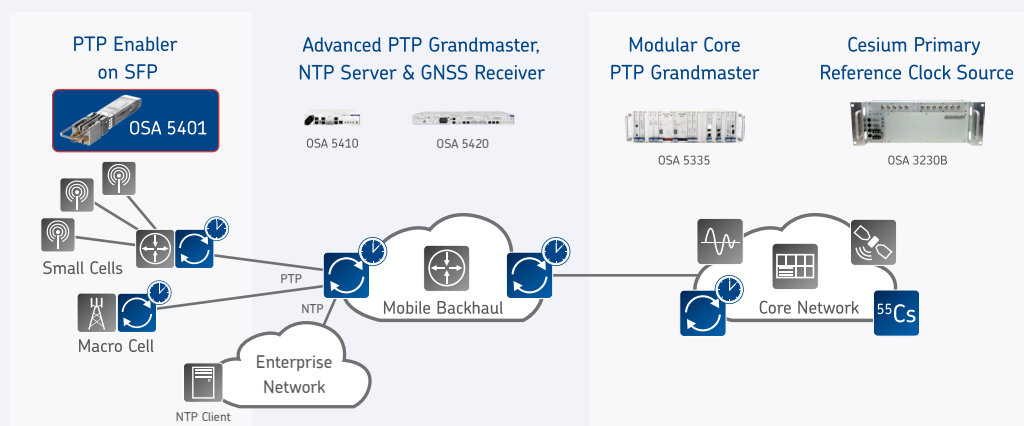 PTP Enabler
on SFP
OSA 5401
Advanced PTP Grandmaster,
NTP Server & GNSS Receiver
OSA 5410
OSA 5420
Modular Core
PTP Grandmaster
OSA 5335
Cesium Primary
Reference Clock Source
OSA 3230B
Small Cells
Macro Cell
PTP
NTP
Mobile Backhaul
Enterprise
Network
NTP Client
Core Network
⁵⁵Cs